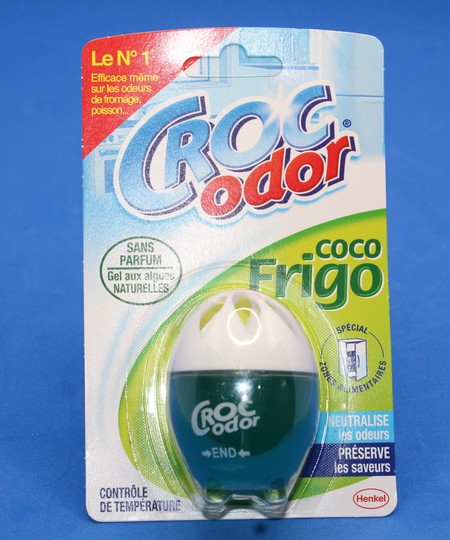 Le N° 1
Efficace même
sur les odeurs
de fromage,
poisson...
CROC
odor®
SANS
PARFUM
Gel aux algues
NATURELLES
coco
Frigo
SPÉCIAL
ZONES ALIMENTAIRES
CROC
odor
END
NEUTRALISE
les odeurs
PRÉSERVE
les saveurs
CONTRÔLE
DE TEMPÉRATURE
Henkel